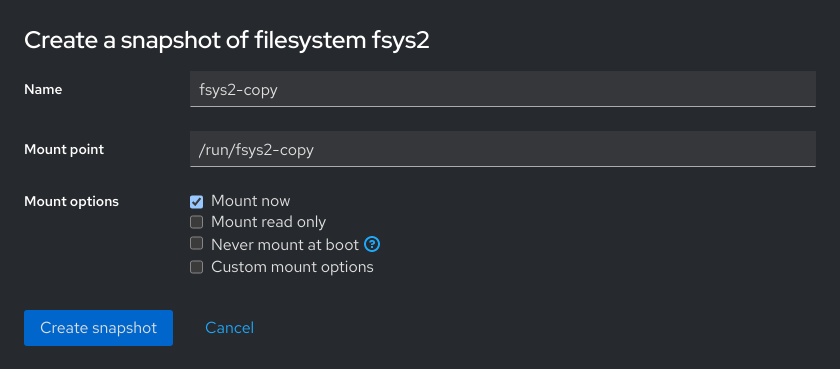 Create a snapshot of filesystem fsys2
Name
fsys2-copy
Mount point
/run/fsys2-copy
Mount options
Mount now
Mount read only
Never mount at boot ?
Custom mount options
Create snapshot
Cancel